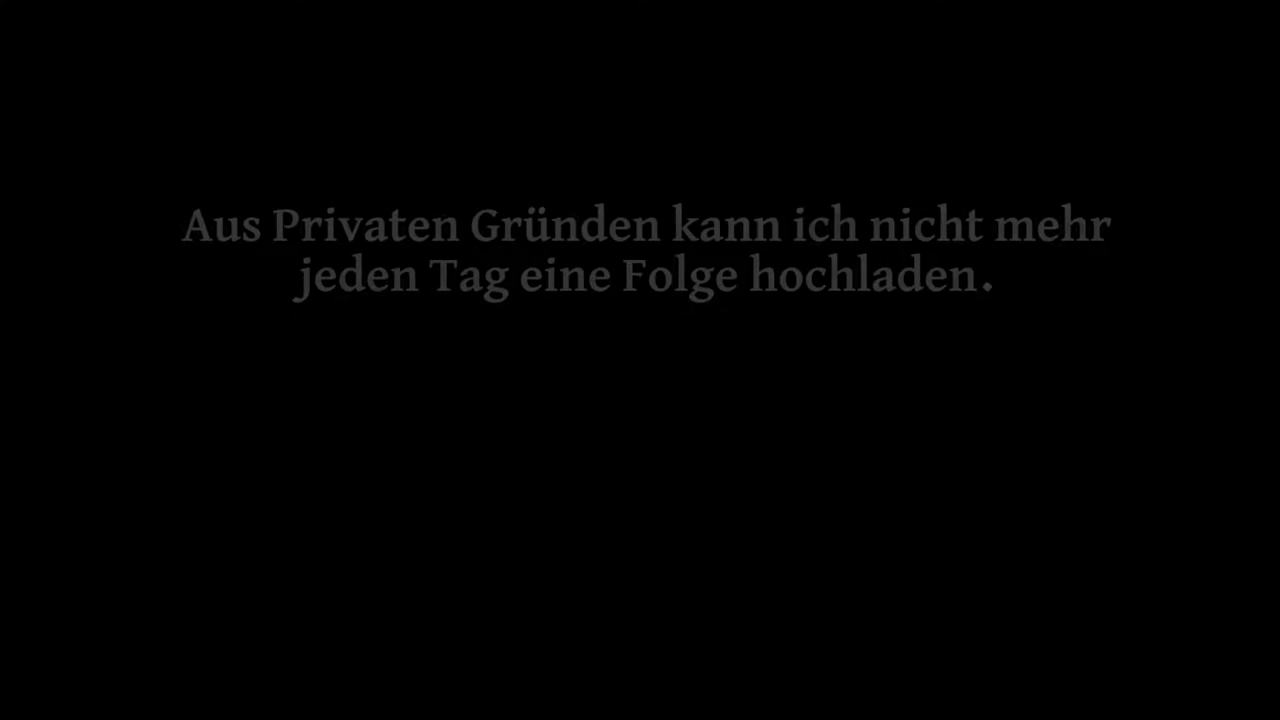 Aus Privaten Gründen kann ich nicht mehr
jeden Tag eine Folge hochladen.